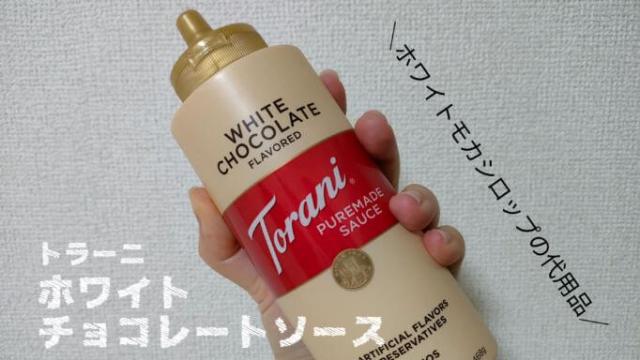 WHITE
CHOCOLATE
FLAVORED
Torani®
PUREMADE
SAUCE
ARTIFICIAL FLAVORS
\ホワイトモカシロップの代用品/
トラーニ
ホワイト
チョコレートソース